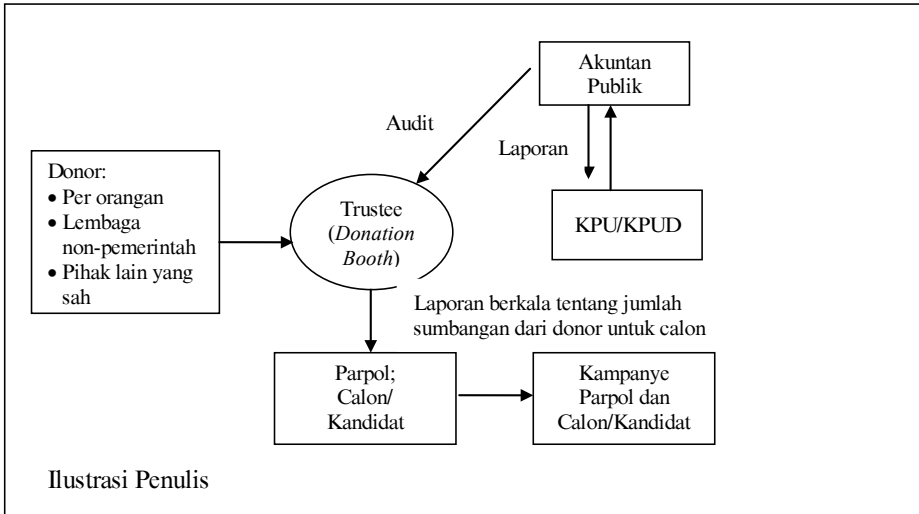 Akuntan
Publik
Audit
Laporan
Donor:
• Per orangan
• Lembaga
non-pemerintah
• Pihak lain yang
sah
Trustee
(Donation
Booth)
KPU/KPUD
Laporan berkala tentang jumlah
sumbangan dari donor untuk calon
Parpol;
Calon/
Kandidat
Kampanye
Parpol dan
Calon/Kandidat
Ilustrasi Penulis